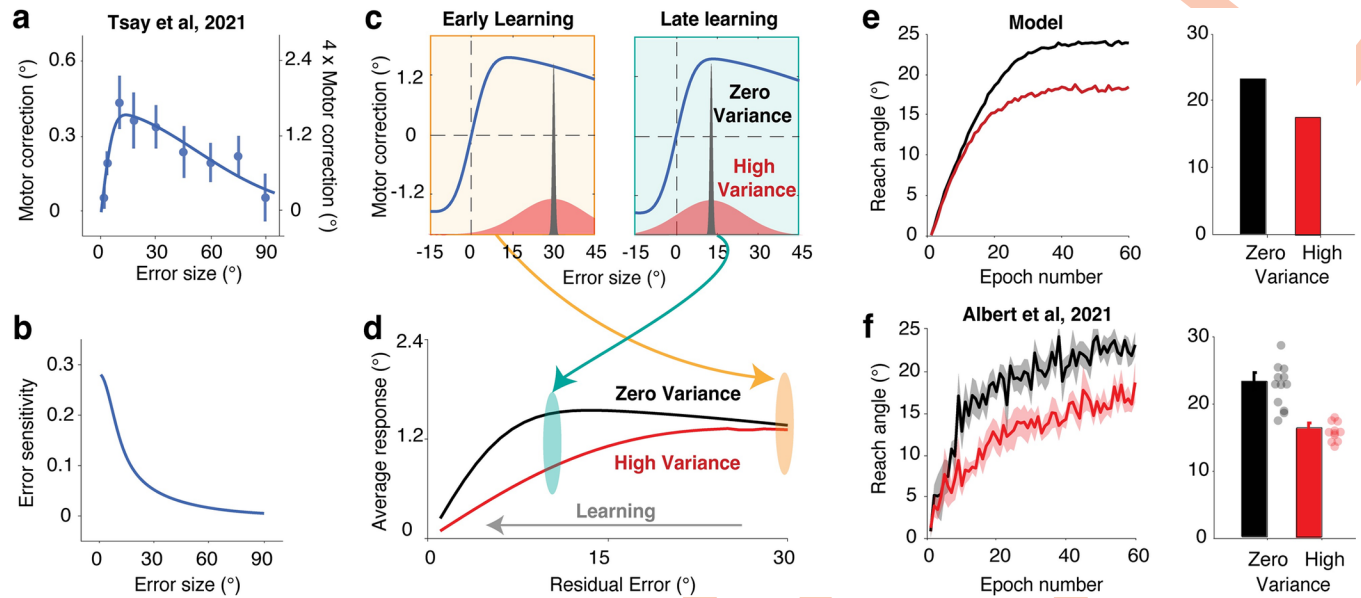 a
Tsay et al, 2021
Motor correction (°)
0.6
0.3
0
2.4
1.2
0
4 x Motor correction (°)
0 30 60 90
Error size (°)
b
Error sensitivity
0.3
0.2
0.1
0
0 30 60 90
Error size (°)
c
Early Learning
Late learning
Motor correction (°)
1.2
0
-1.2
Zero
Variance
High
Variance
-15 0 15 30 45
-15 0 15 30 45
Error size (°)
d
Average response (°)
2.4
1.2
0
Zero Variance
High Variance
Learning
0 15 30
Residual Error (°)
e
Model
Reach angle (°)
25
20
15
10
5
0
0 20 40 60
Epoch number
30
20
10
0
Zero High
Variance
f
Albert et al, 2021
Reach angle (°)
25
20
15
10
5
0
0 20 40 60
Epoch number
30
20
10
0
Zero High
Variance